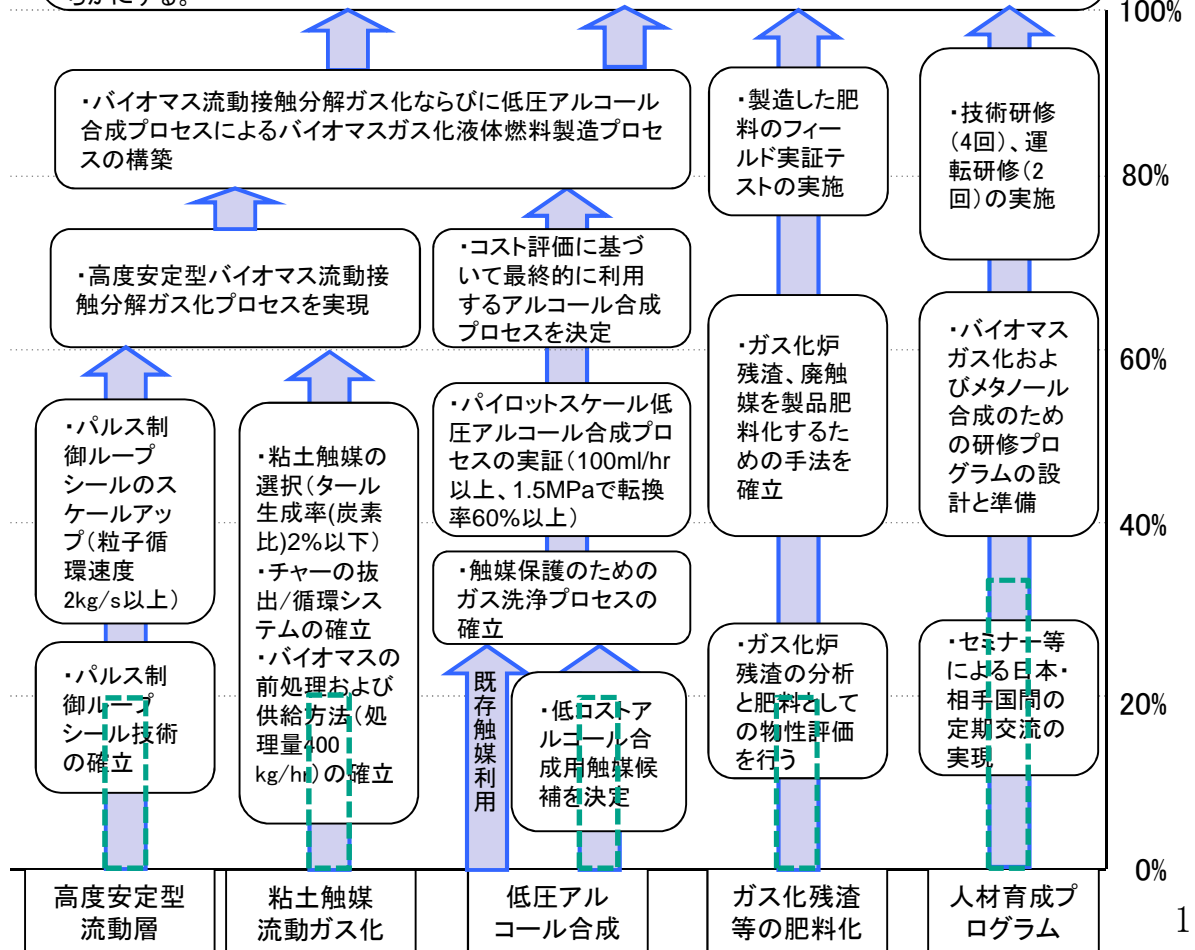 らかにする。
100%
・バイオマス流動接触分解ガス化ならびに低圧アルコール
合成プロセスによるバイオマスガス化液体燃料製造プロセ
スの構築
・製造した肥
料のフィー
ルド実証テ
ストの実施
・技術研修
(4回)、運
転研修(2
回)の実施
80%
・高度安定型バイオマス流動接
触分解ガス化プロセスを実現
・コスト評価に基づ
いて最終的に利用
するアルコール合成
プロセスを決定
60%
・パルス制
御ループ
シールのス
ケールアッ
プ(粒子循
環速度
2kg/s以上)
・粘土触媒の
選択(タール
生成率(炭素
比)2%以下)
・チャーの抜
出/循環シス
テムの確立
・バイオマスの
前処理および
供給方法(処
理量400
kg/hr)の確立
・パイロットスケール低
圧アルコール合成プロ
セスの実証(100ml/hr
以上、1.5MPaで転換
率60%以上)
・ガス化炉
残渣、廃触
媒を製品肥
料化するた
めの手法を
確立
・バイオマス
ガス化およ
びメタノール
合成のため
の研修プロ
グラムの設
計と準備
40%
・触媒保護のための
ガス洗浄プロセスの
確立
・パルス制
御ループ
シール技術
の確立
既存触媒利用
・低コストア
ルコール合
成用触媒候
補を決定
・ガス化炉
残渣の分析
と肥料として
の物性評価
を行う
・セミナー等
による日本・
相手国間の
定期交流の
実現
20%
0%
高度安定型
流動層
粘土触媒
流動ガス化
低圧アル
コール合成
ガス化残渣
等の肥料化
人材育成プ
ログラム
1